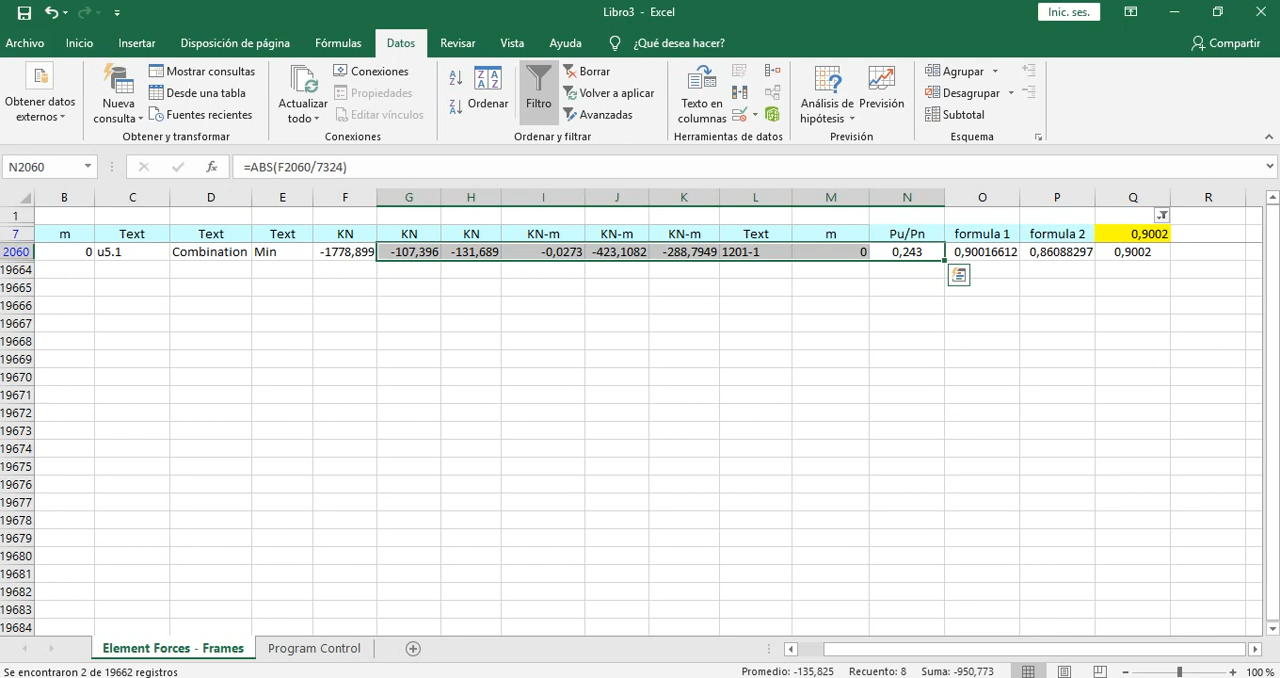 Libro3 - Excel
Inic. ses.
Archivo Inicio Insertar Disposición de página Fórmulas Datos Revisar Vista Ayuda ¿Qué desea hacer? Compartir
Obtener datos externos
Nueva consulta
Mostrar consultas
Desde una tabla
Fuentes recientes
Obtener y transformar
Actualizar todo
Conexiones
Propiedades
Editar vínculos
Conexiones
Ordenar
Filtro
Borrar
Volver a aplicar
Avanzadas
Ordenar y filtrar
Texto en columnas
Herramientas de datos
Análisis de hipótesis
Previsión
Previsión
Agrupar
Desagrupar
Subtotal
Esquema
N2060 fx =ABS(F2060/7324)
B C D E F G H I J K L M N O P Q R
1
7 m Text Text Text KN KN KN KN-m KN-m KN-m Text m Pu/Pn formula 1 formula 2 0,9002
2060 0 u5.1 Combination Min -1778,899 -107,396 -131,689 -0,0273 -423,1082 -288,7949 1201-1 0 0,243 0,90016612 0,86088297 0,9002
19664
19665
19666
19667
19668
19669
19670
19671
19672
19673
19674
19675
19676
19677
19678
19679
19680
19681
19682
19683
19684
Element Forces - Frames Program Control
Se encontraron 2 de 19662 registros Promedio: -135,825 Recuento: 8 Suma: -950,773 100 %